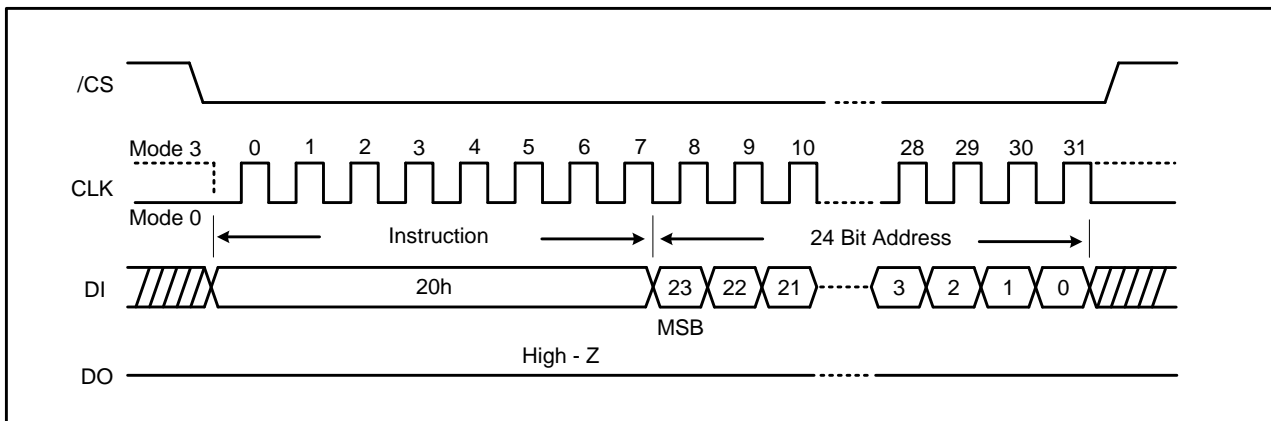 /CS
Mode 3 0 1 2 3 4 5 6 7 8 9 10 28 29 30 31
CLK
Mode 0
Instruction 24 Bit Address
DI 20h 23 22 21 3 2 1 0
MSB
High - Z
DO